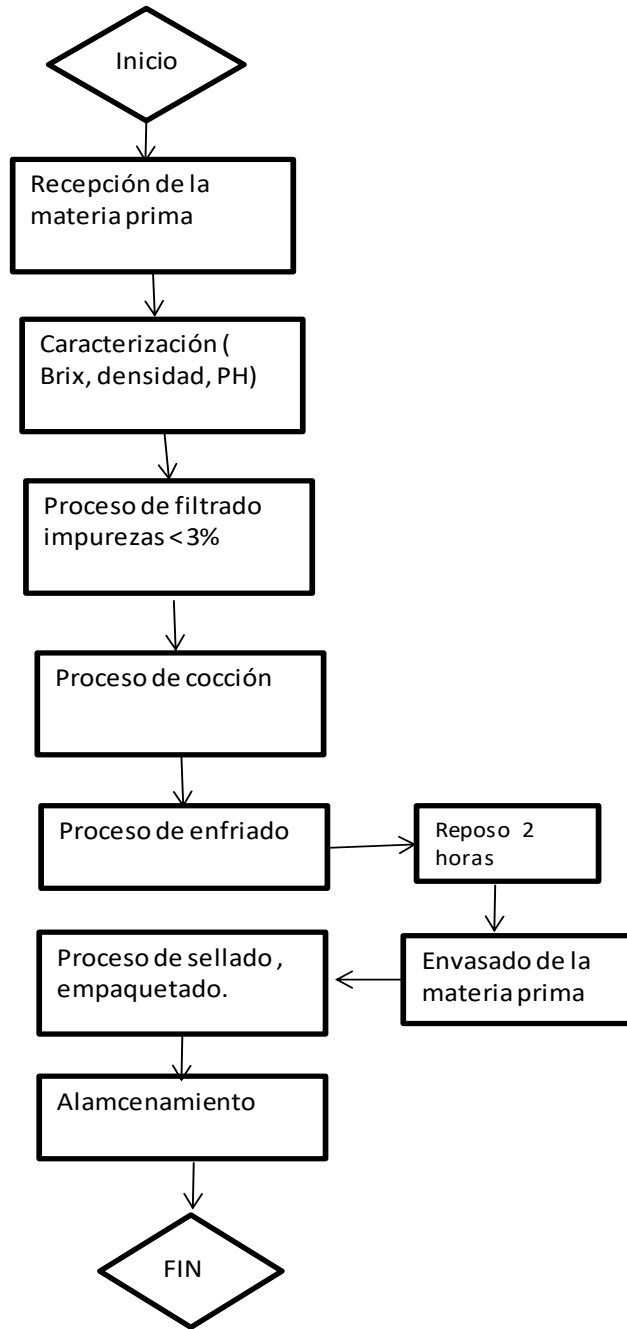 Inicio
Recepción de la
materia prima
Caracterización (
Brix, densidad, PH)
Proceso de filtrado
impurezas < 3%
Proceso de cocción
Proceso de enfriado
Reposo 2
horas
Envasado de la
materia prima
Proceso de sellado ,
empaquetado.
Alamcenamiento
FIN